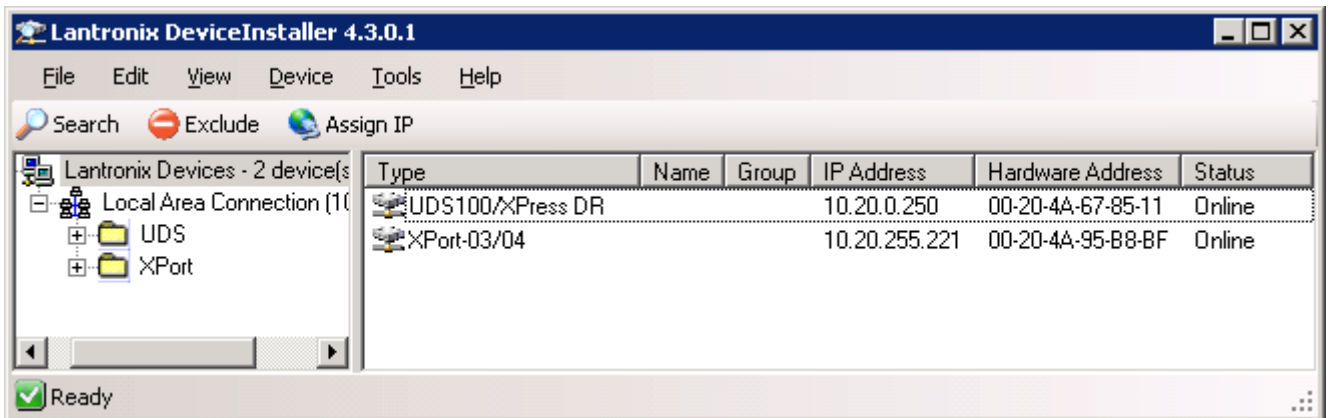 Lantronix DeviceInstaller 4.3.0.1
File Edit View Device Tools Help
Search Exclude Assign IP
Lantronix Devices - 2 device(s
Local Area Connection (10
UDS
XPort
Type Name Group IP Address Hardware Address Status
UDS100/XPress DR 10.20.0.250 00-20-4A-67-85-11 Online
XPort-03/04 10.20.255.221 00-20-4A-95-B8-BF Online
Ready